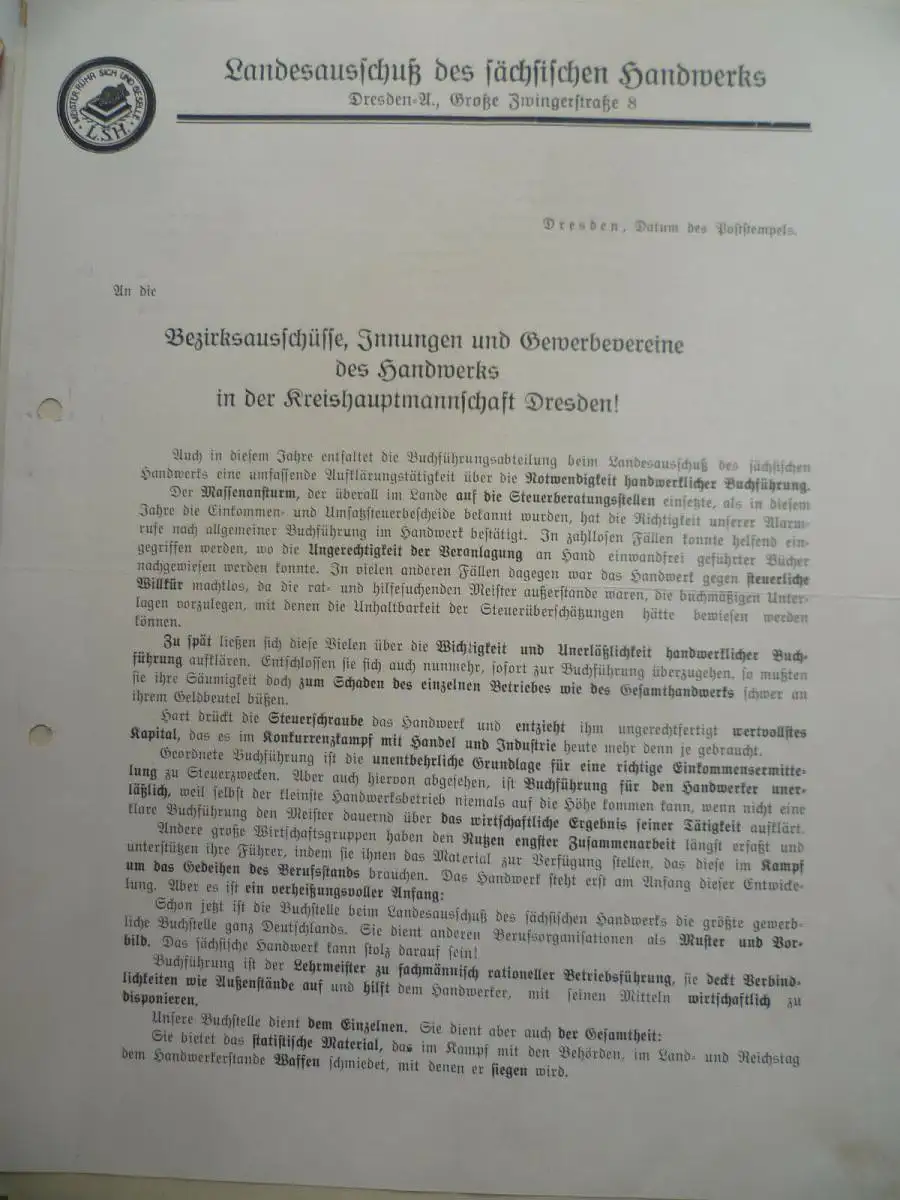 MEISTER RÜHR SICH UND GESELLE
L.S.H.
Landesausschuß des sächsischen Handwerks
Dresden-A., Große Zwingerstraße 8
Dresden, Datum des Poststempels.
An die
Bezirksausschüsse, Innungen und Gewerbevereine
des Handwerks
in der Kreishauptmannschaft Dresden!
Auch in diesem Jahre entfaltet die Buchführungsabteilung beim Landesausschuß des sächsischen
Handwerks eine umfassende Aufklärungstätigkeit über die Notwendigkeit handwerklicher Buchführung.
Der Massenansturm, der überall im Lande auf die Steuerberatungsstellen einsetzte, als in diesem
Jahre die Einkommen- und Umsatzsteuerbescheide bekannt wurden, hat die Richtigkeit unserer Alarm-
rufe nach allgemeiner Buchführung im Handwerk bestätigt. In zahllosen Fällen konnte helfend ein-
gegriffen werden, wo die Ungerechtigkeit der Veranlagung an Hand einwandfrei geführter Bücher
nachgewiesen werden konnte. In vielen anderen Fällen dagegen war das Handwerk gegen steuerliche
Willkür machtlos, da die rat- und hilfesuchenden Meister außerstande waren, die buchmäßigen Unter-
lagen vorzulegen, mit denen die Unhaltbarkeit der Steuerüberschätzungen hätte bewiesen werden
können.
Zu spät ließen sich diese Vielen über die Wichtigkeit und Unerläßlichkeit handwerklicher Buch-
führung aufklären. Entschlossen sie sich auch nunmehr, sofort zur Buchführung überzugehen, so mußten
sie ihre Säumigkeit doch zum Schaden des einzelnen Betriebes wie des Gesamthandwerks schwer an
ihrem Geldbeutel büßen.
Hart drückt die Steuerschraube das Handwerk und entzieht ihm ungerechtfertigt wertvollstes
Kapital, das es im Konkurrenzkampf mit Handel und Industrie heute mehr denn je gebraucht.
Geordnete Buchführung ist die unentbehrliche Grundlage für eine richtige Einkommensermitte-
lung zu Steuerzwecken. Aber auch hiervon abgesehen, ist Buchführung für den Handwerker uner-
läßlich, weil selbst der kleinste Handwerksbetrieb niemals auf die Höhe kommen kann, wenn nicht eine
klare Buchführung den Meister dauernd über das wirtschaftliche Ergebnis seiner Tätigkeit aufklärt.
Andere große Wirtschaftsgruppen haben den Nutzen engster Zusammenarbeit längst erfaßt und
unterstützen ihre Führer, indem sie ihnen das Material zur Verfügung stellen, das diese im Kampf
um das Gedeihen des Berufsstands brauchen. Das Handwerk steht erst am Anfang dieser Entwicke-
lung. Aber es ist ein verheißungsvoller Anfang:
Schon jetzt ist die Buchstelle beim Landesausschuß des sächsischen Handwerks die größte gewerb-
liche Buchstelle ganz Deutschlands. Sie dient anderen Berufsorganisationen als Muster und Vor-
bild. Das sächsische Handwerk kann stolz darauf sein!
Buchführung ist der Lehrmeister zu fachmännisch rationeller Betriebsführung, sie deckt Verbind-
lichkeiten wie Außenstände auf und hilft dem Handwerker, mit seinen Mitteln wirtschaftlich zu
disponieren.
Unsere Buchstelle dient dem Einzelnen. Sie dient aber auch der Gesamtheit:
Sie bietet das statistische Material, das im Kampf mit den Behörden, im Land- und Reichstag
dem Handwerkerstande Waffen schmiedet, mit denen er siegen wird.